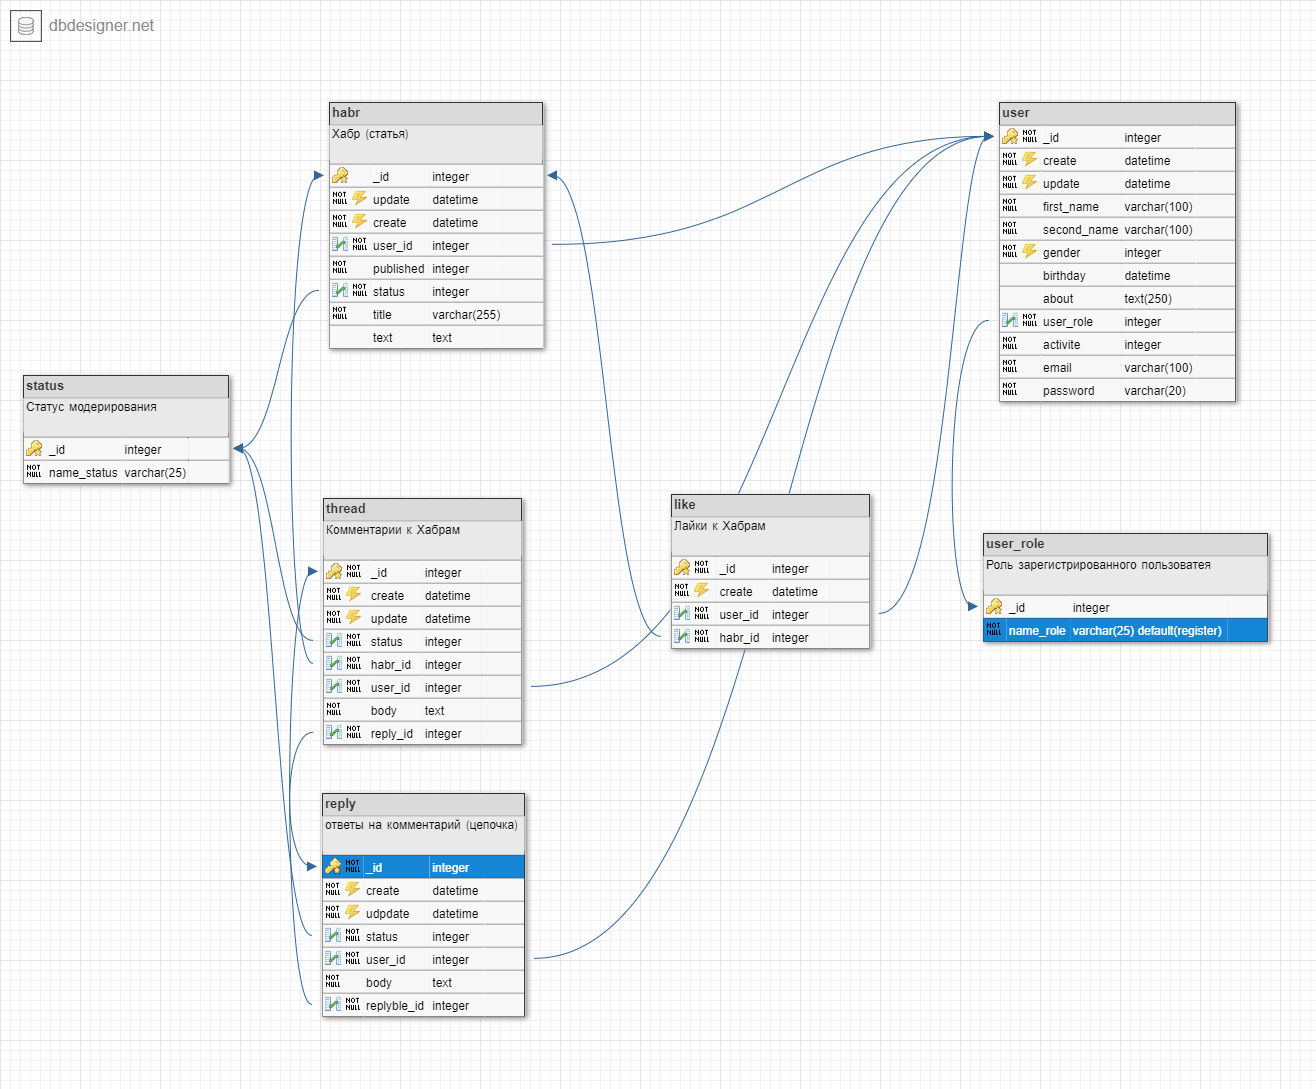 dbdesigner.net
habr
Хабр (статья)
_id integer
NOT NULL update datetime
NOT NULL create datetime
NOT NULL user_id integer
NOT NULL published integer
NOT NULL status integer
NOT NULL title varchar(255)
text text
user
NOT NULL _id integer
NOT NULL create datetime
NOT NULL update datetime
NOT NULL first_name varchar(100)
NOT NULL second_name varchar(100)
NOT NULL gender integer
birthday datetime
about text(250)
NOT NULL user_role integer
NOT NULL activite integer
NOT NULL email varchar(100)
NOT NULL password varchar(20)
status
Статус модерирования
_id integer
NOT NULL name_status varchar(25)
thread
Комментарии к Хабрам
NOT NULL _id integer
NOT NULL create datetime
NOT NULL update datetime
NOT NULL status integer
NOT NULL habr_id integer
NOT NULL user_id integer
NOT NULL body text
NOT NULL reply_id integer
like
Лайки к Хабрам
NOT NULL _id integer
NOT NULL create datetime
NOT NULL user_id integer
NOT NULL habr_id integer
user_role
Роль зарегистрированного пользоватея
_id integer
NOT NULL name_role varchar(25) default(register)
reply
ответы на комментарий (цепочка)
NOT NULL _id integer
NOT NULL create datetime
NOT NULL udpdate datetime
NOT NULL status integer
NOT NULL user_id integer
NOT NULL body text
NOT NULL replyble_id integer